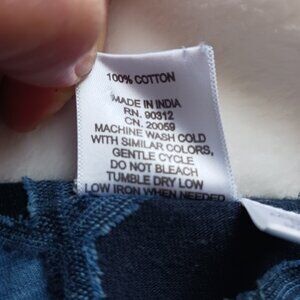 100% COTTON
MADE IN INDIA
RN. 90312
CN. 20059
MACHINE WASH COLD
WITH SIMILAR COLORS,
GENTLE CYCLE
DO NOT BLEACH
TUMBLE DRY LOW
LOW IRON WHEN NEEDED